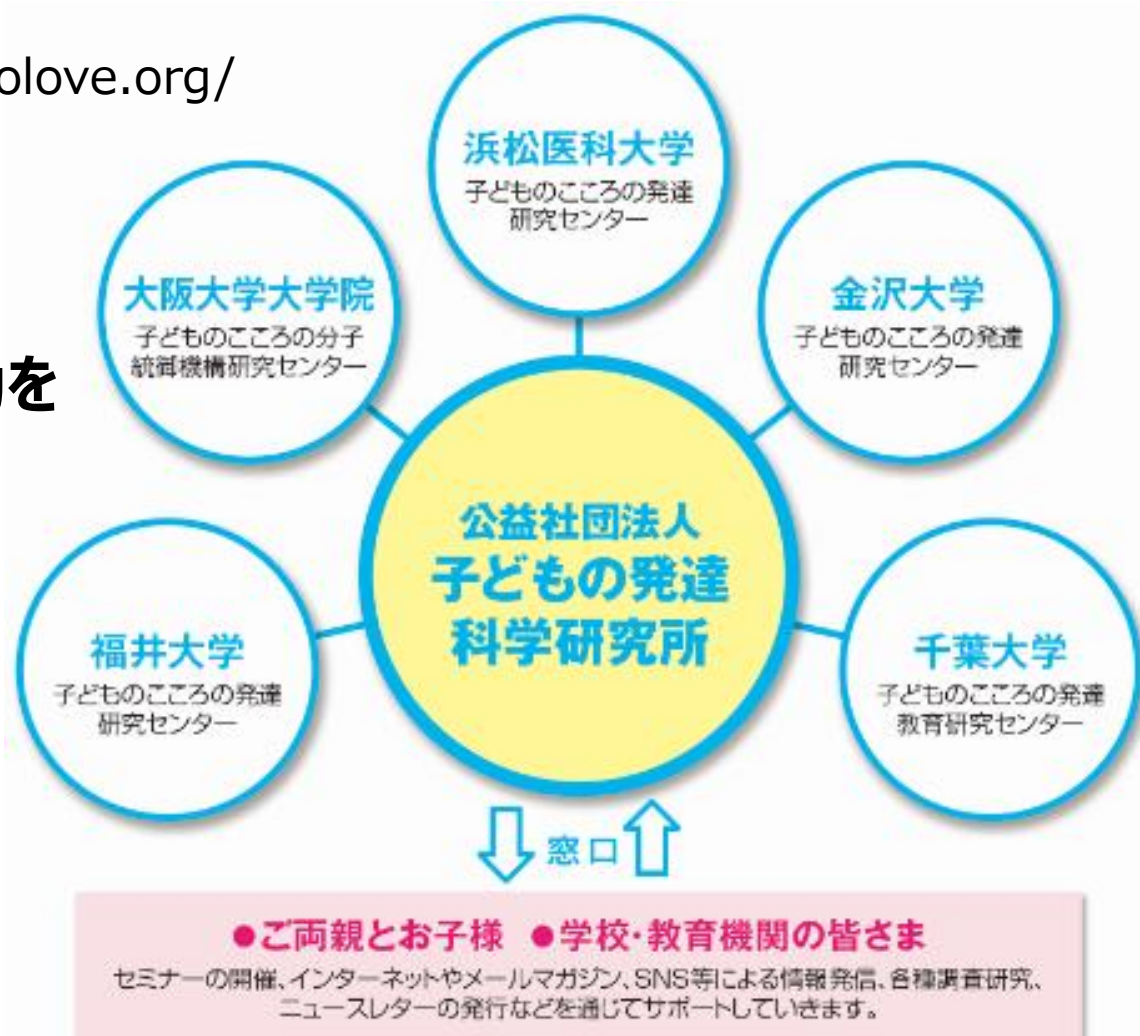 olove.org/
を
浜松医科大学
子どものこころの発達
研究センター
大阪大学大学院
子どものこころの分子
統御機構研究センター
金沢大学
子どものこころの発達
研究センター
公益社団法人
子どもの発達
科学研究所
福井大学
子どものこころの発達
研究センター
千葉大学
子どものこころの発達
教育研究センター
窓口
●ご両親とお子様 ●学校・教育機関の皆さま
セミナーの開催、インターネットやメールマガジン、SNS等による情報発信、各種調査研究、
ニュースレターの発行などを通じてサポートしていきます。